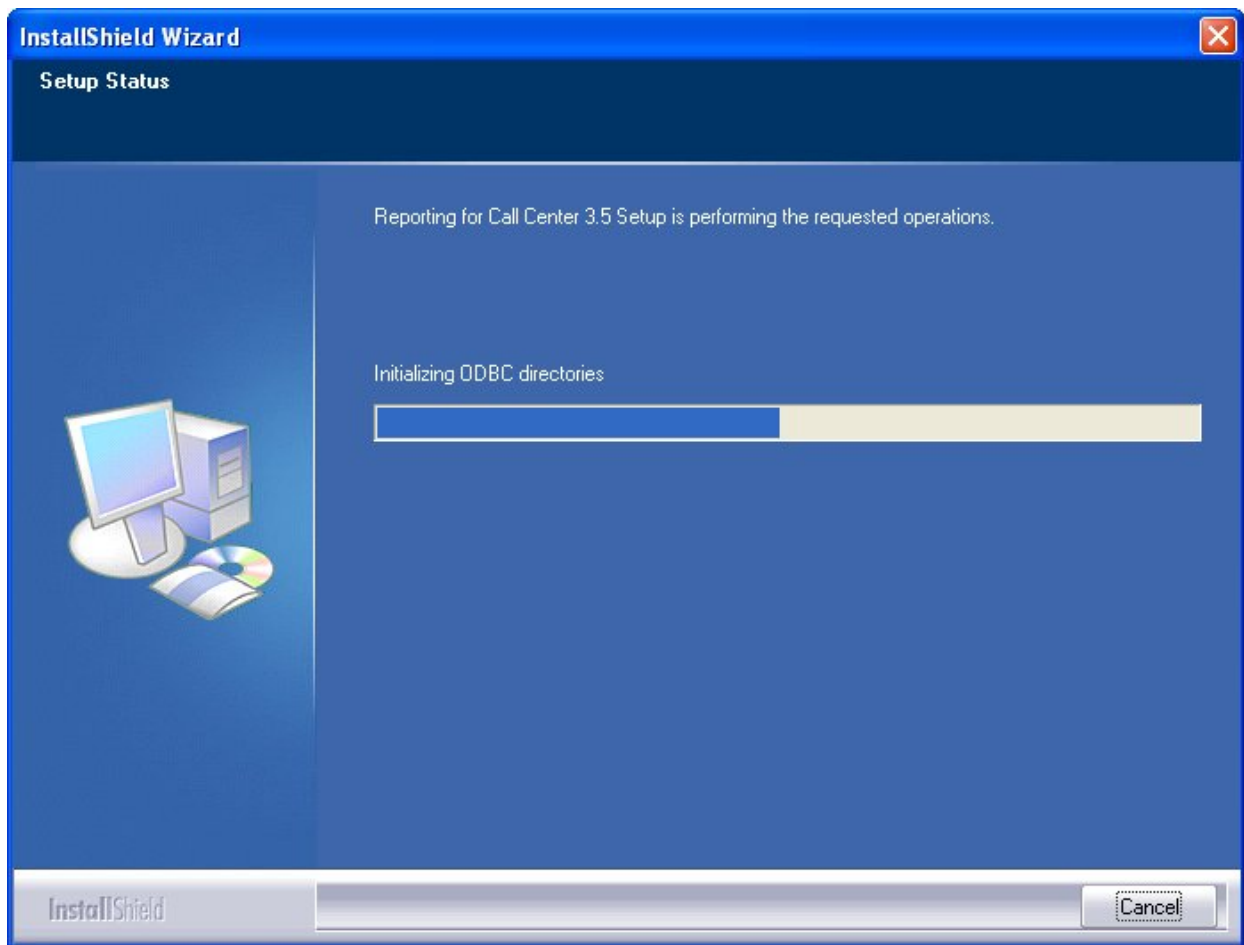 InstallShield Wizard
Setup Status
Reporting for Call Center 3.5 Setup is performing the requested operations.
Initializing ODBC directories
InstallShield
Cancel